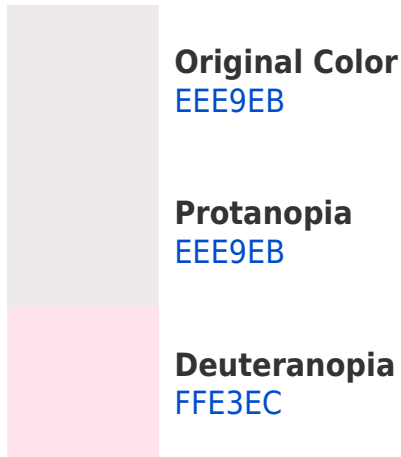 Original Color
EEE9EB
Protanopia
EEE9EB
Deuteranopia
FFE3EC